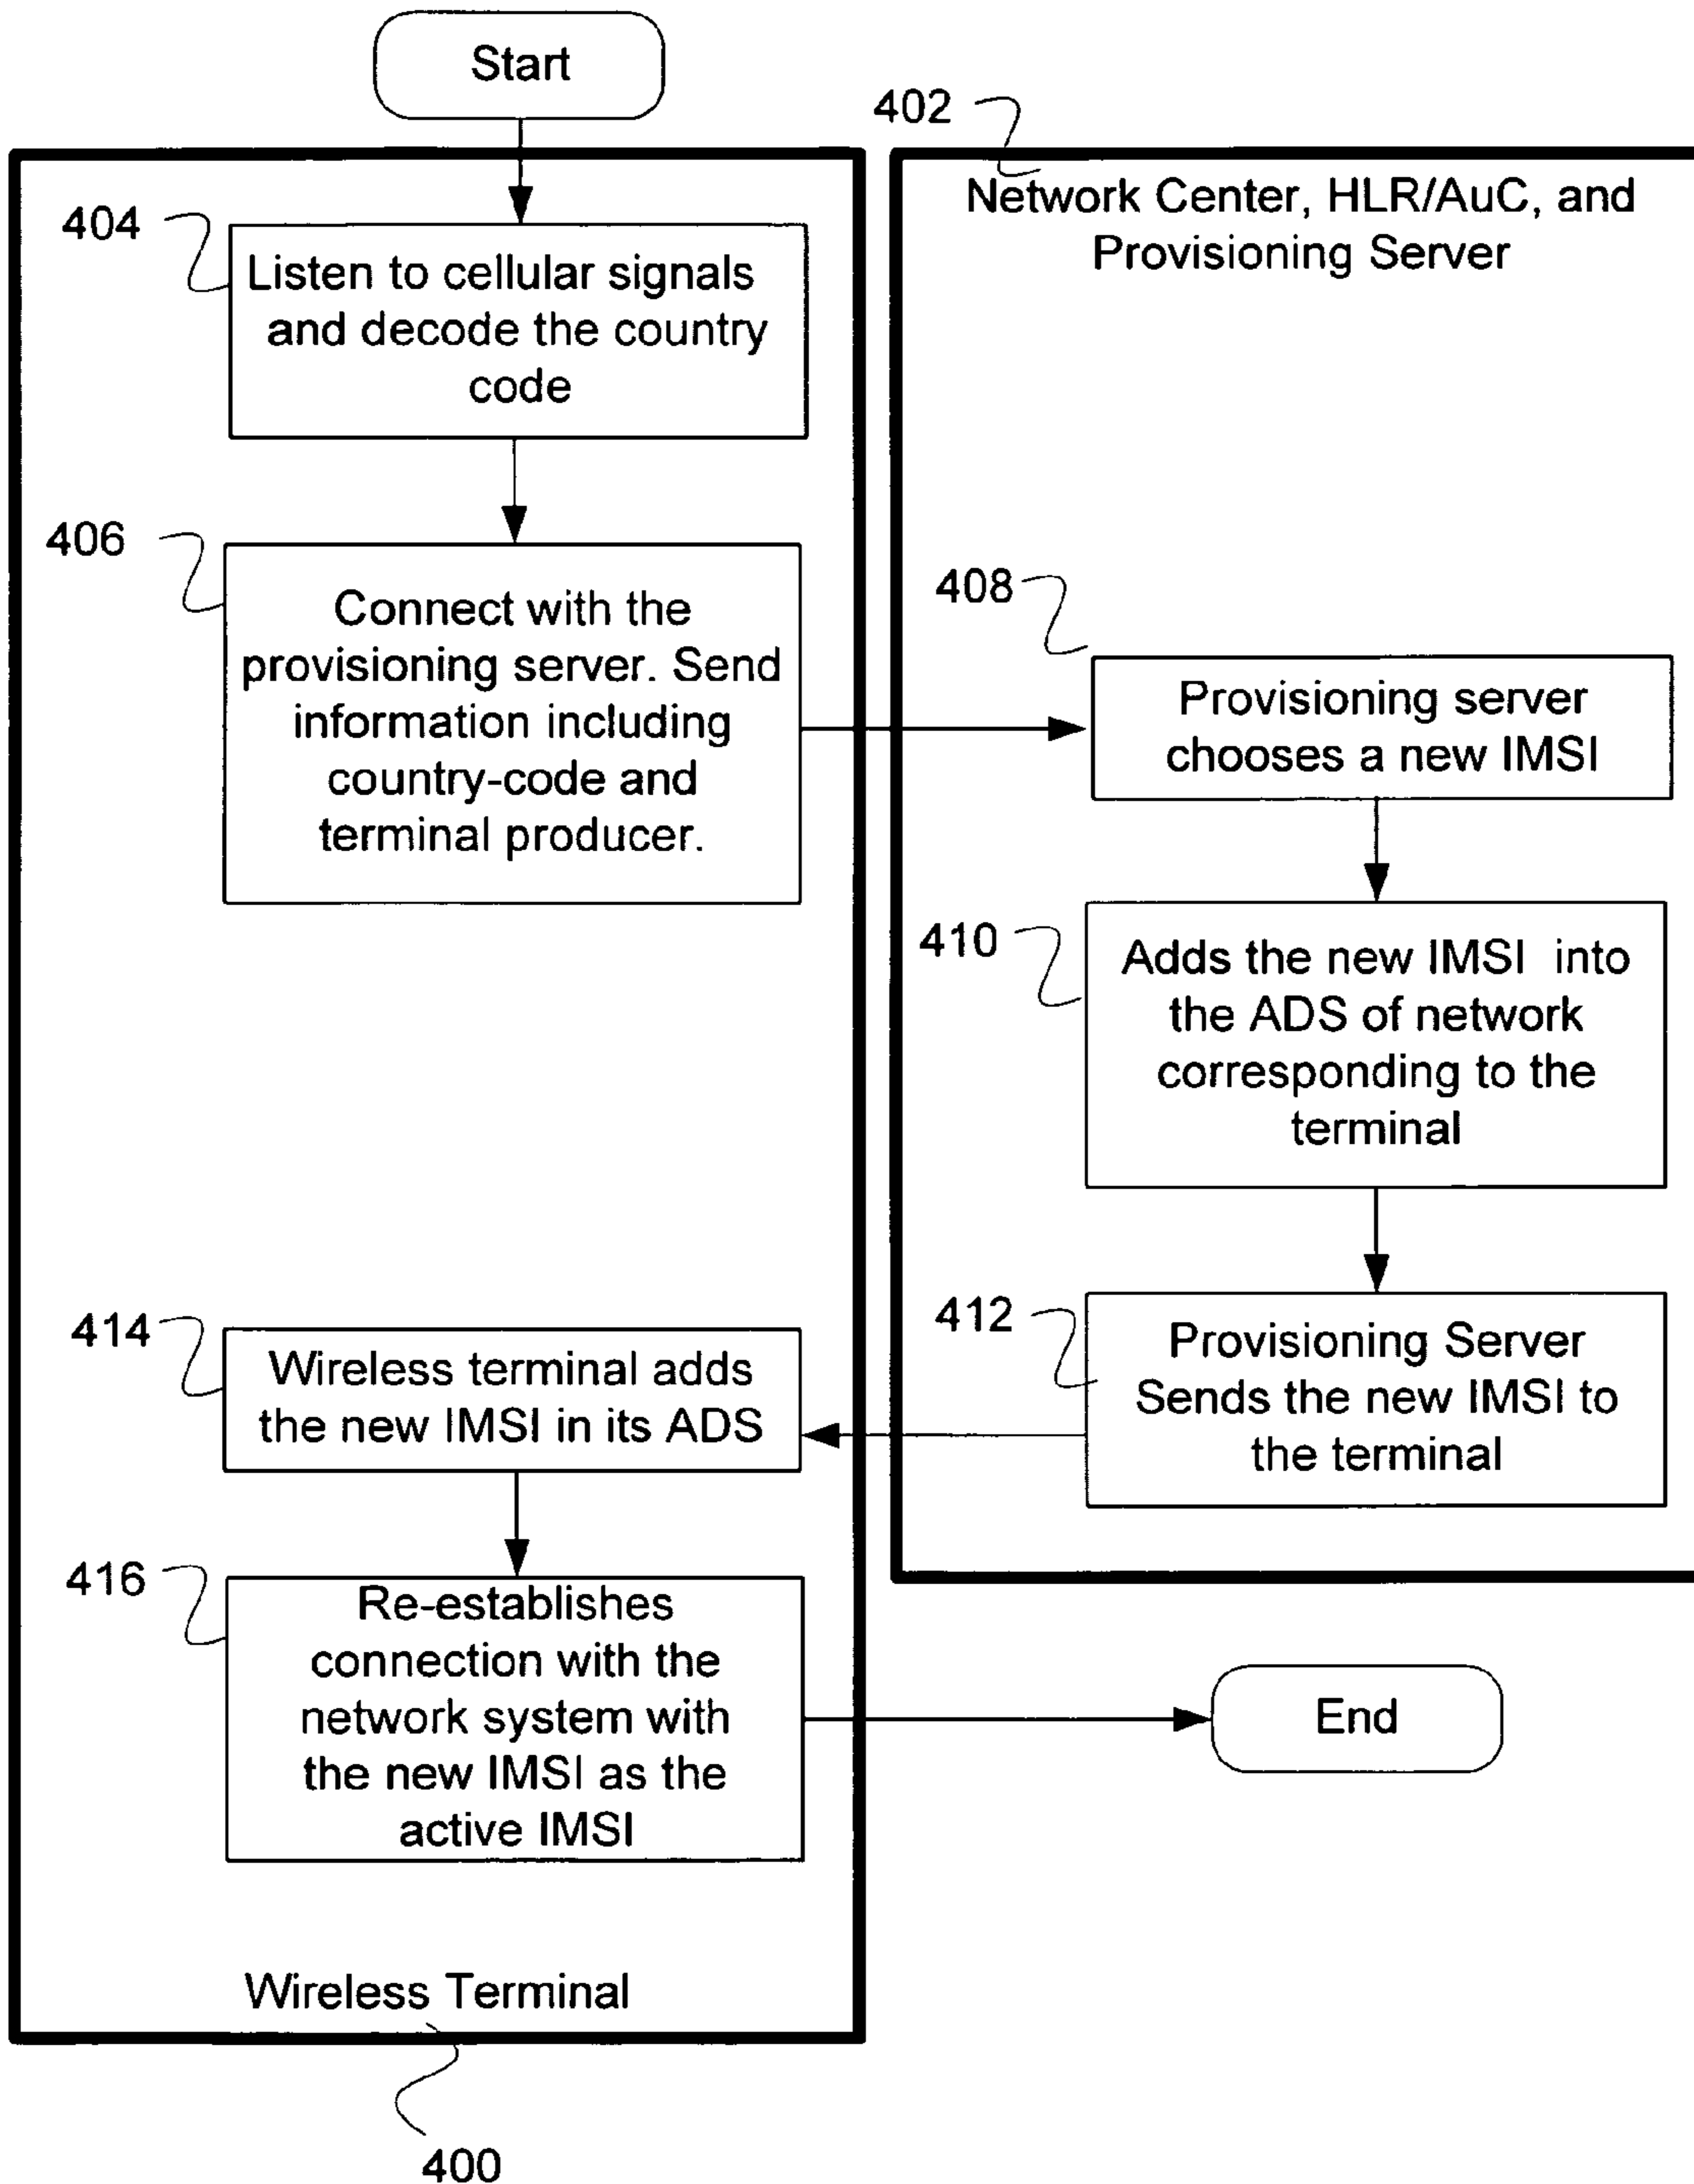 Start
402
Network Center, HLR/AuC, and
Provisioning Server
404
Listen to cellular signals
and decode the country
code
406
Connect with the
provisioning server. Send
information including
country-code and
terminal producer.
408
Provisioning server
chooses a new IMSI
410
Adds the new IMSI into
the ADS of network
corresponding to the
terminal
412
Provisioning Server
Sends the new IMSI to
the terminal
414
Wireless terminal adds
the new IMSI in its ADS
416
Re-establishes
connection with the
network system with
the new IMSI as the
active IMSI
End
Wireless Terminal
400